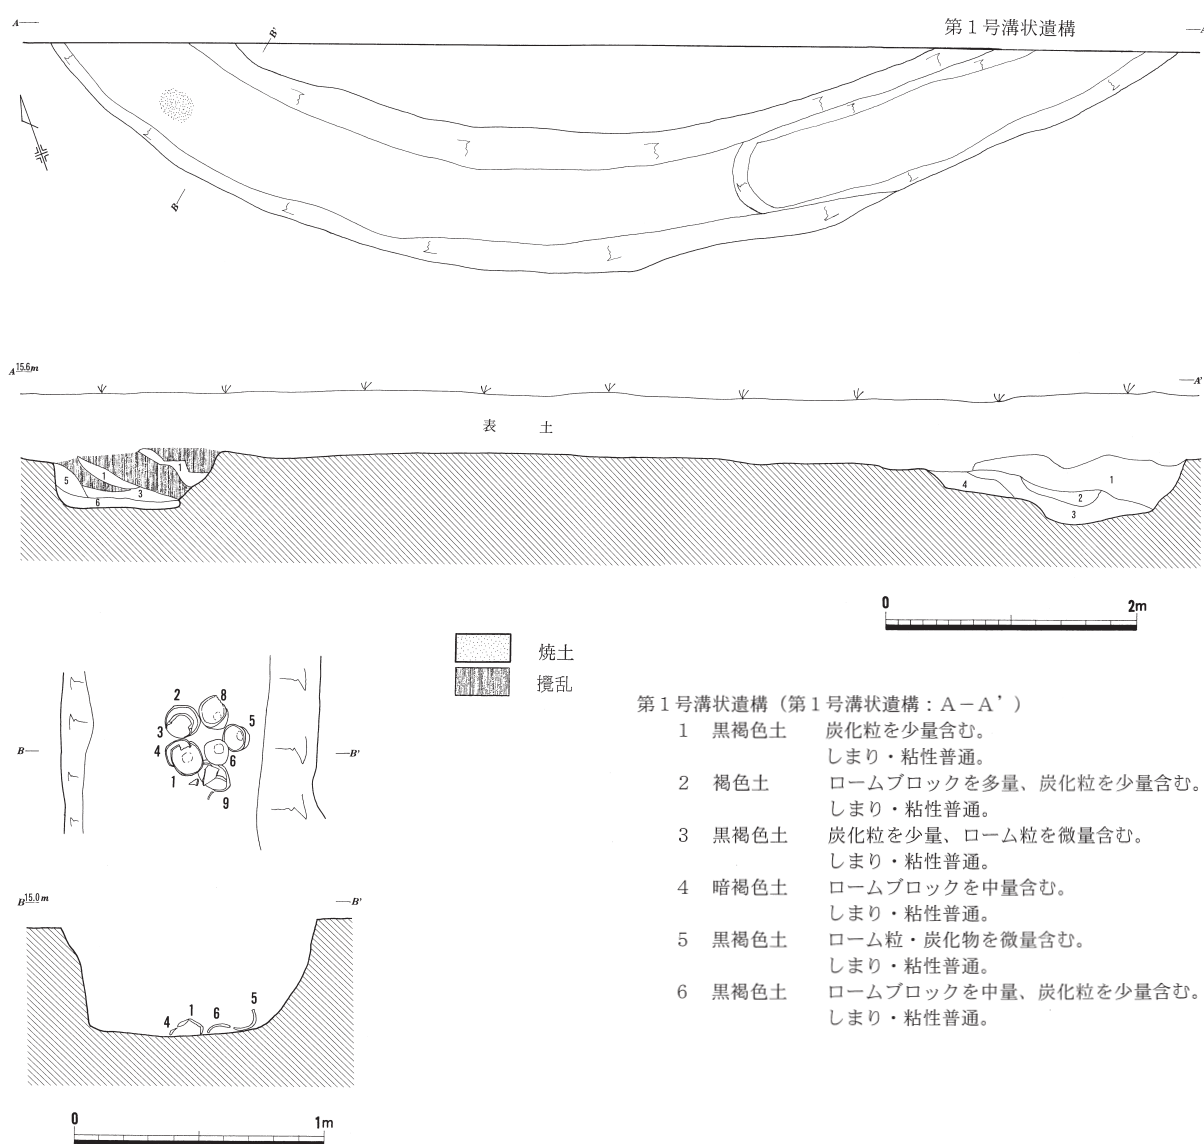 A
第１号溝状遺構
A
B'
B
A 15.6m
A'
表　土
1
1
5
3
6
4
1
2
3
0
2m
焼土
攪乱
2
8
3
5
4
6
1
9
B
B'
第１号溝状遺構（第１号溝状遺構：Ａ－Ａ’）
１　黒褐色土　炭化粒を少量含む。
しまり・粘性普通。
２　褐色土　ロームブロックを多量、炭化粒を少量含む。
しまり・粘性普通。
３　黒褐色土　炭化粒を少量、ローム粒を微量含む。
しまり・粘性普通。
４　暗褐色土　ロームブロックを中量含む。
しまり・粘性普通。
５　黒褐色土　ローム粒・炭化物を微量含む。
しまり・粘性普通。
６　黒褐色土　ロームブロックを中量、炭化粒を少量含む。
しまり・粘性普通。
B 15.0m
B'
4
1
6
5
0
1m